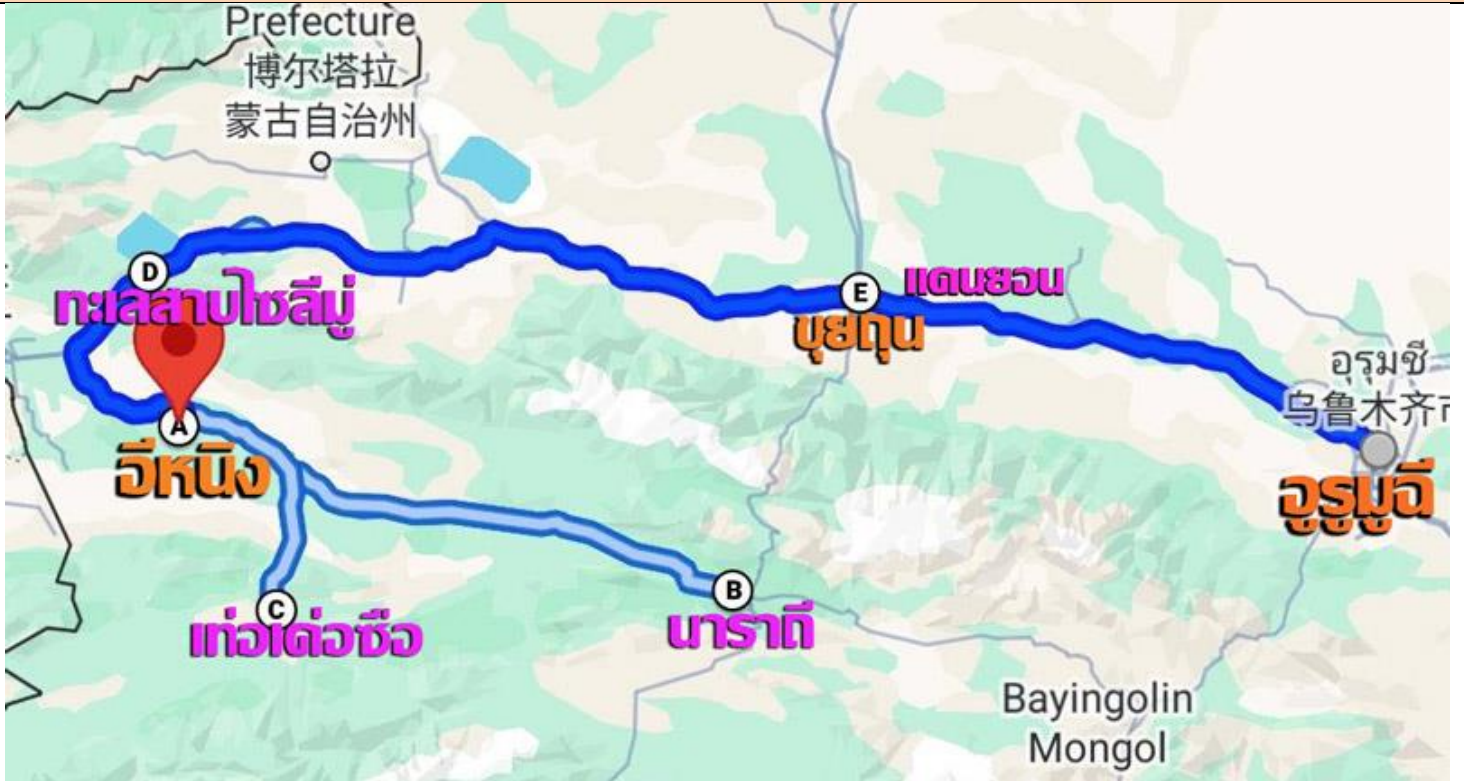 Prefecture
博尔塔拉
蒙古自治州
D
ทะเลสาบไซลีมู่
E
แดนยอน
ขุยถุน
อุรุมชี
乌鲁木齐市
A
อีหนิง
อูรูมูฉี
B
นาราถี
C
เท่อเค่อซือ
Bayingolin
Mongol